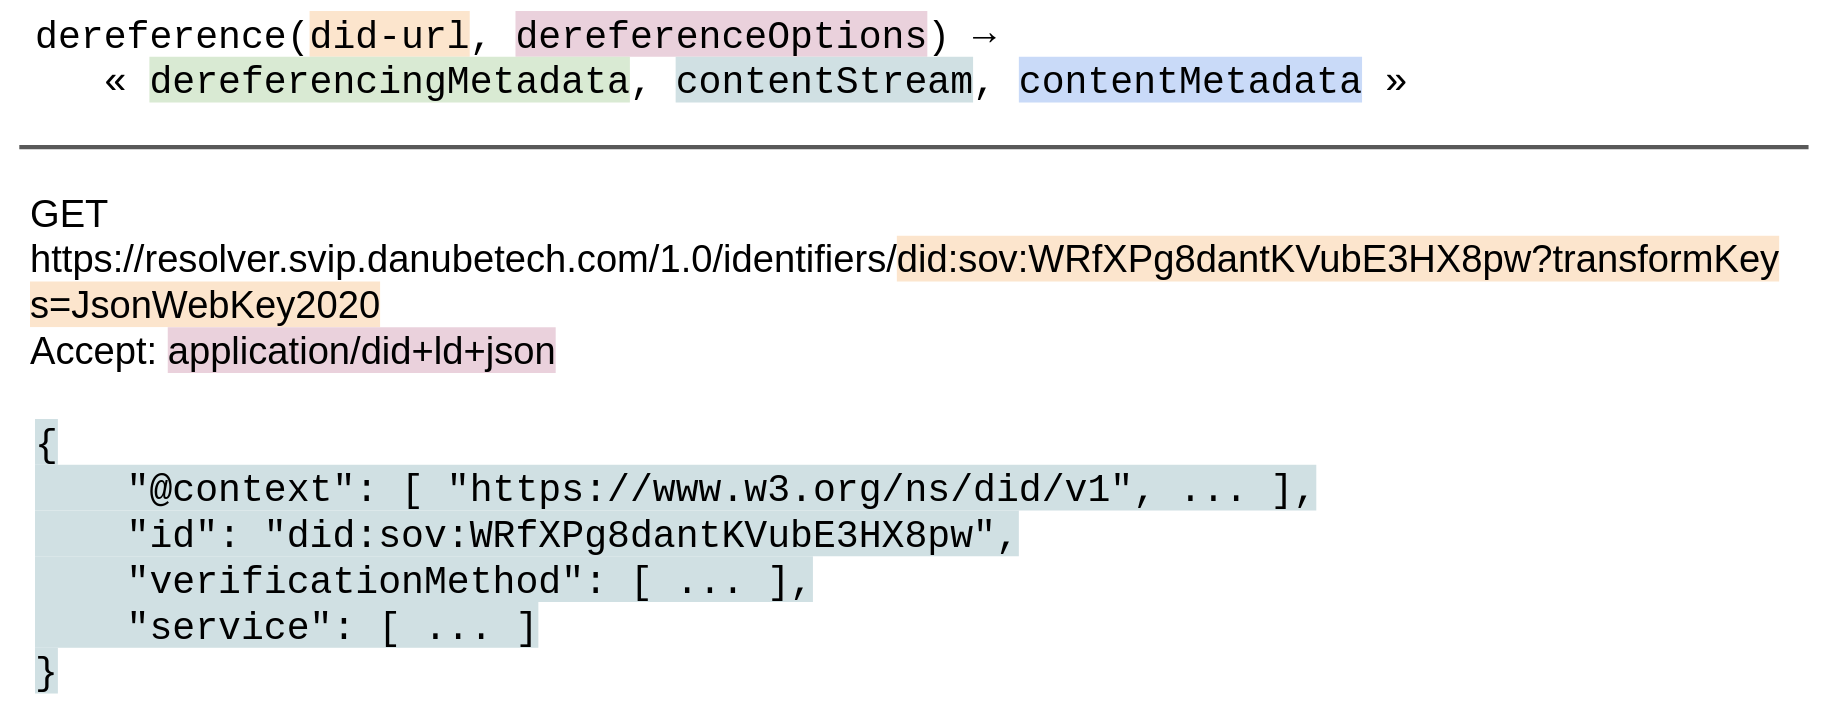 dereference(did-url, dereferenceOptions) →
« dereferencingMetadata, contentStream, contentMetadata »
GET
https://resolver.svip.danubetech.com/1.0/identifiers/did:sov:WRfXPg8dantKVubE3HX8pw?transformKey
s=JsonWebKey2020
Accept: application/did+ld+json
{
"@context": [ "https://www.w3.org/ns/did/v1", ... ],
"id": "did:sov:WRfXPg8dantKVubE3HX8pw",
"verificationMethod": [ ... ],
"service": [ ... ]
}